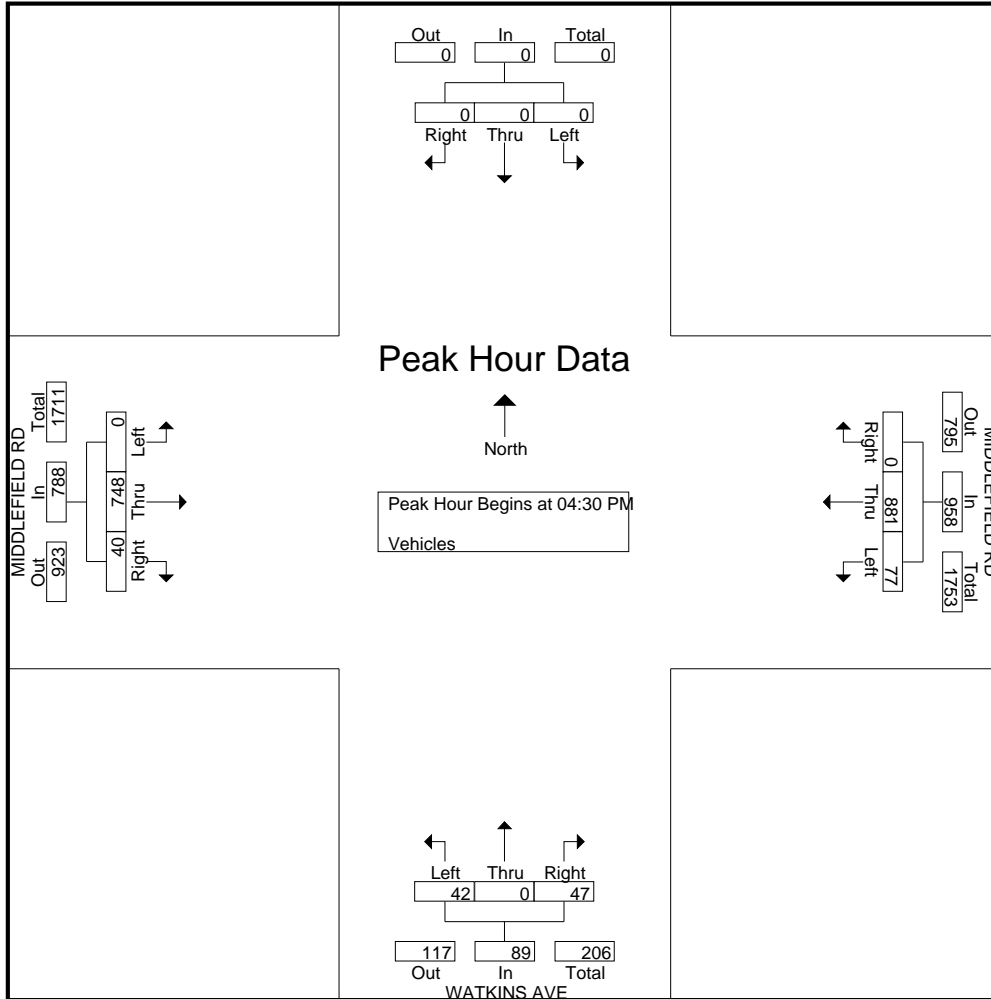 Out In Total
0 0 0
0 0 0
Right Thru Left
Peak Hour Data
North
Peak Hour Begins at 04:30 PM
Vehicles
MIDDLEFIELD RD
Total In Out
1711 788 923
0 748 40
Left Thru Right
Right Thru Left
0 881 77
795 958 1753
Out In Total
MIDDLEFIELD RD
Left Thru Right
42 0 47
117 89 206
Out In Total
WATKINS AVE